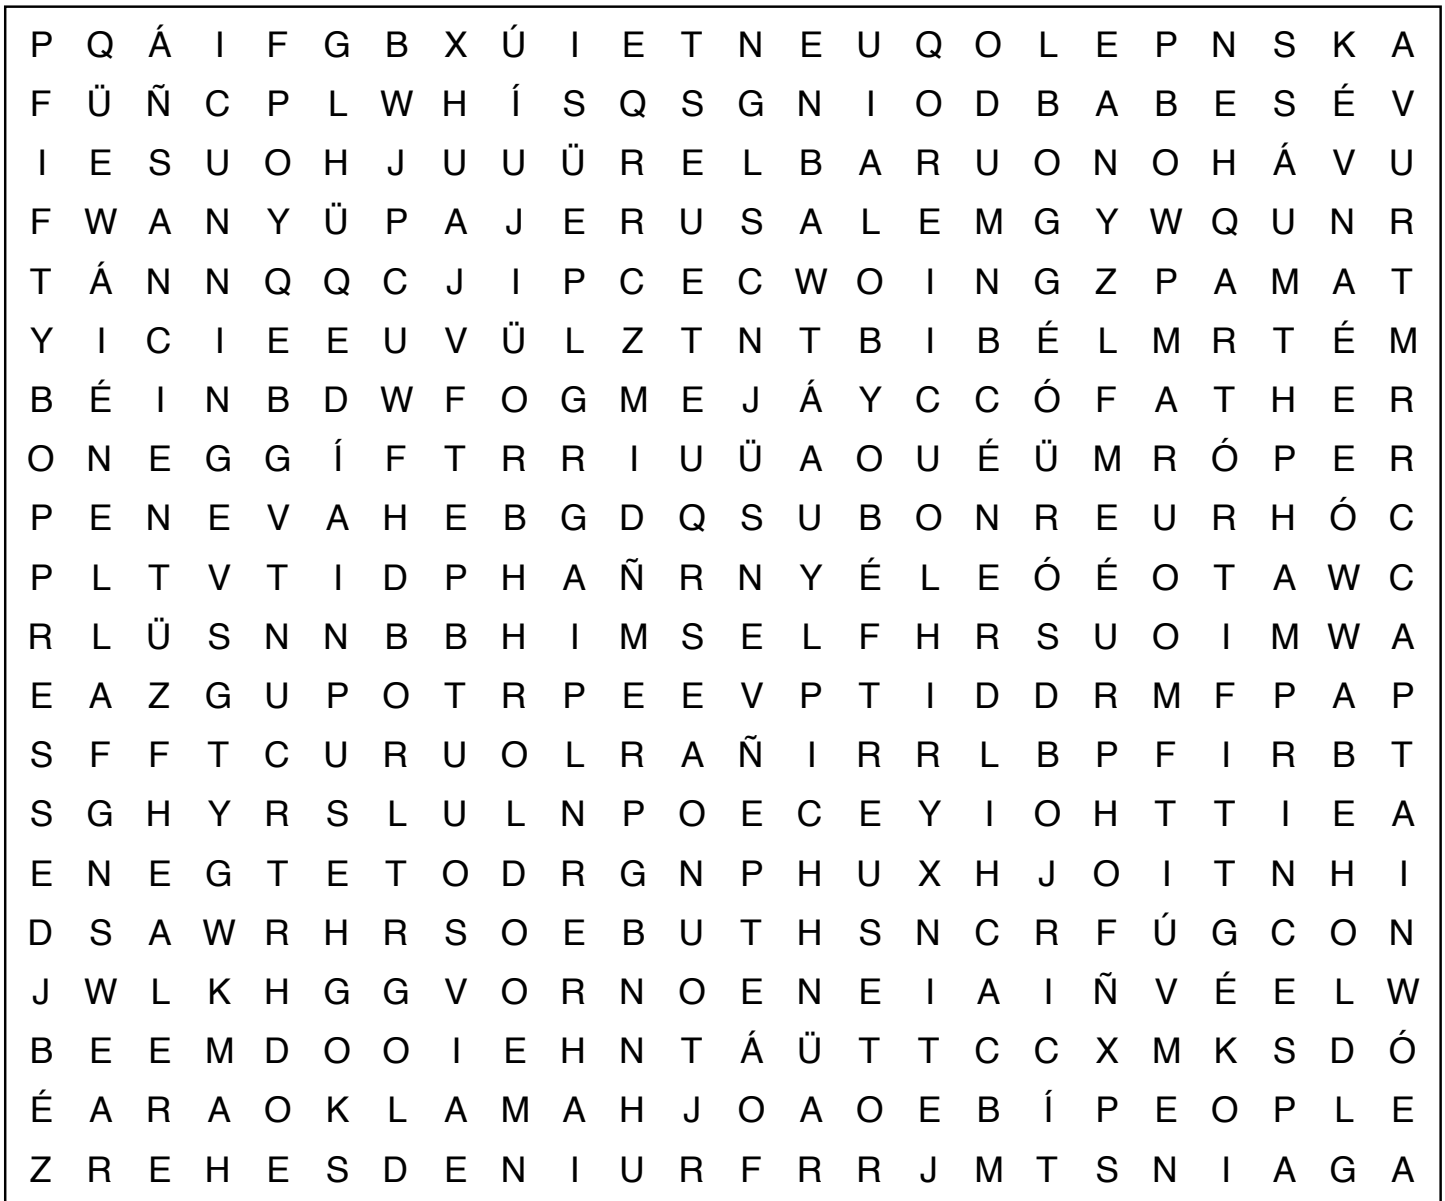 P Q Á I F G B X Ú I E T N E U Q O L E P N S K A
F Ü Ñ C P L W H Í S Q S G N I O D B A B E S É V
I E S U O H J U U Ü R E L B A R U O N O H Á V U
F W A N Y Ü P A J E R U S A L E M G Y W Q U N R
T Á N N Q Q C J I P C E C W O I N G Z P A M A T
Y I C I E E U V Ü L Z T N T B I B É L M R T É M
B É I N B D W F O G M E J Á Y C C Ó F A T H E R
O N E G G Í F T R R I U Ü A O U É Ü M R Ó P E R
P E N E V A H E B G D Q S U B O N R E U R H Ó C
P L T V T I D P H A Ñ R N Y É L E Ó É O T A W C
R L Ü S N N B B H I M S E L F H R S U O I M W A
E A Z G U P O T R P E E V P T I D D R M F P A P
S F F T C U R U O L R A Ñ I R R L B P F I R B T
S G H Y R S L U L N P O E C E Y I O H T T I E A
E N E G T E T O D R G N P H U X H J O I T N H I
D S A W R H R S O E B U T H S N C R F Ú G C O N
J W L K H G G V O R N O E N E I A I Ñ V É E L W
B E E M D O O I E H N T Á Ü T T C C X M K S D Ó
É A R A O K L A M A H J O A O E B Í P E O P L E
Z R E H E S D E N I U R F R R J M T S N I A G A